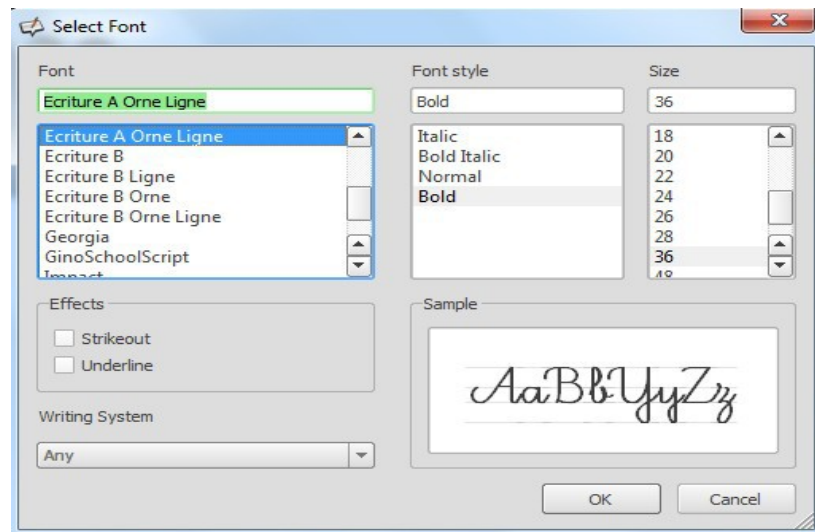 Select Font
Font
Ecriture A Orne Ligne
Ecriture A Orne Ligne
Ecriture B
Ecriture B Ligne
Ecriture B Orne
Ecriture B Orne Ligne
Georgia
GinoSchoolScript
Impact
Font style
Bold
Italic
Bold Italic
Normal
Bold
Size
36
18
20
22
24
26
28
36
48
Effects
Strikeout
Underline
Sample
AaBbYyZz
Writing System
Any
OK
Cancel